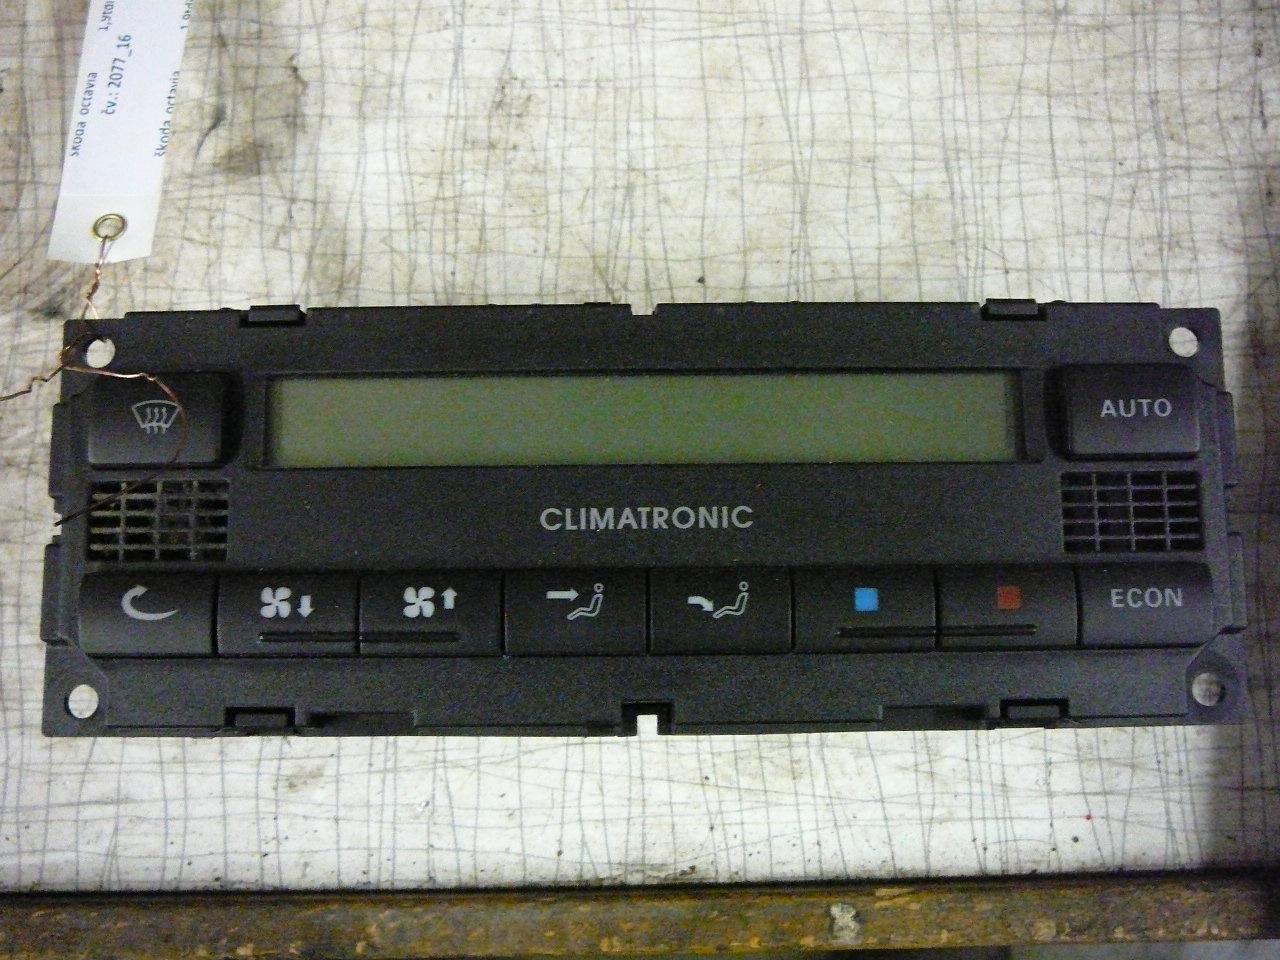 škoda octavia
čv.: 2077_16
škoda octavia
AUTO
CLIMATRONIC
ECON